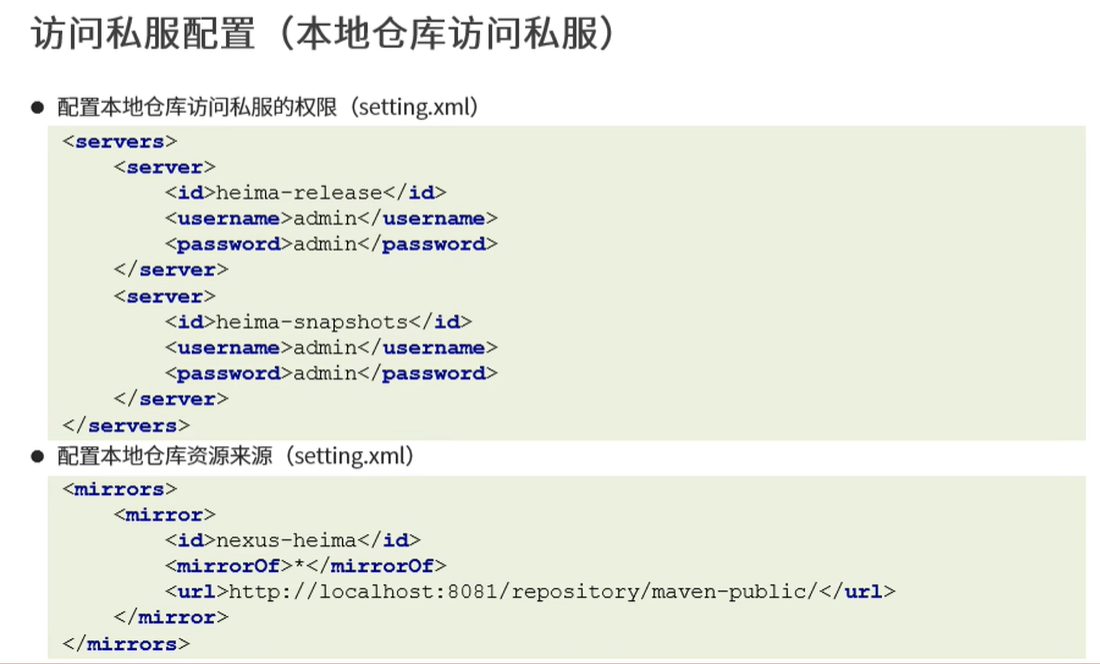 访问私服配置（本地仓库访问私服）
● 配置本地仓库访问私服的权限（setting.xml）
<servers>
    <server>
        <id>heima-release</id>
        <username>admin</username>
        <password>admin</password>
    </server>
    <server>
        <id>heima-snapshots</id>
        <username>admin</username>
        <password>admin</password>
    </server>
</servers>
● 配置本地仓库资源来源（setting.xml）
<mirrors>
    <mirror>
        <id>nexus-heima</id>
        <mirrorOf>*</mirrorOf>
        <url>http://localhost:8081/repository/maven-public/</url>
    </mirror>
</mirrors>